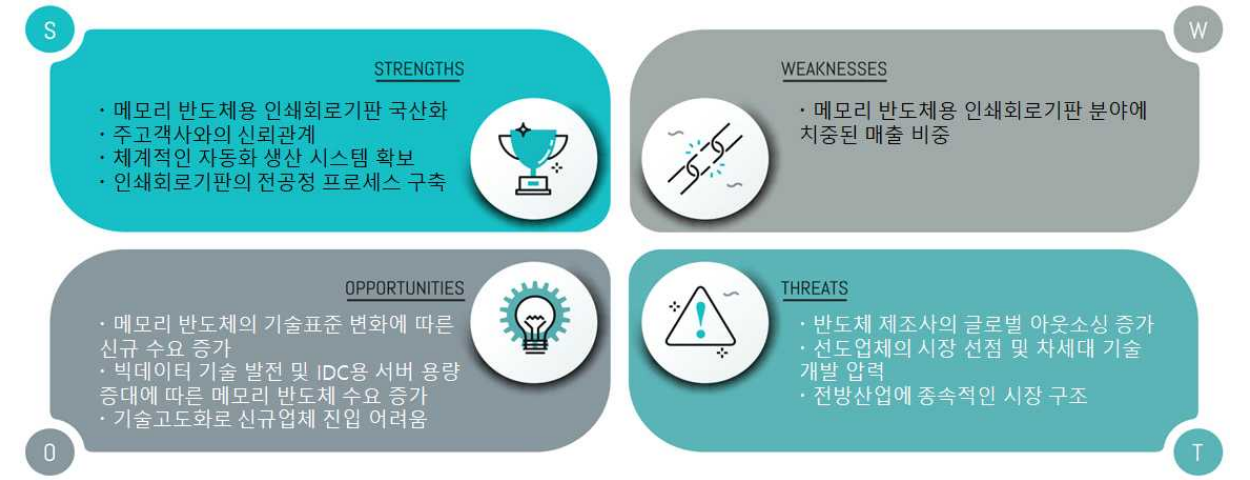 S
STRENGTHS
· 메모리 반도체용 인쇄회로기판 국산화
· 주고객사와의 신뢰관계
· 체계적인 자동화 생산 시스템 확보
· 인쇄회로기판의 전공정 프로세스 구축
W
WEAKNESSES
· 메모리 반도체용 인쇄회로기판 분야에
치중된 매출 비중
O
OPPORTUNITIES
· 메모리 반도체의 기술표준 변화에 따른
신규 수요 증가
· 빅데이터 기술 발전 및 IDC용 서버 용량
증대에 따른 메모리 반도체 수요 증가
· 기술고도화로 신규업체 진입 어려움
T
THREATS
· 반도체 제조사의 글로벌 아웃소싱 증가
· 선도업체의 시장 선점 및 차세대 기술
개발 압력
· 전방산업에 종속적인 시장 구조